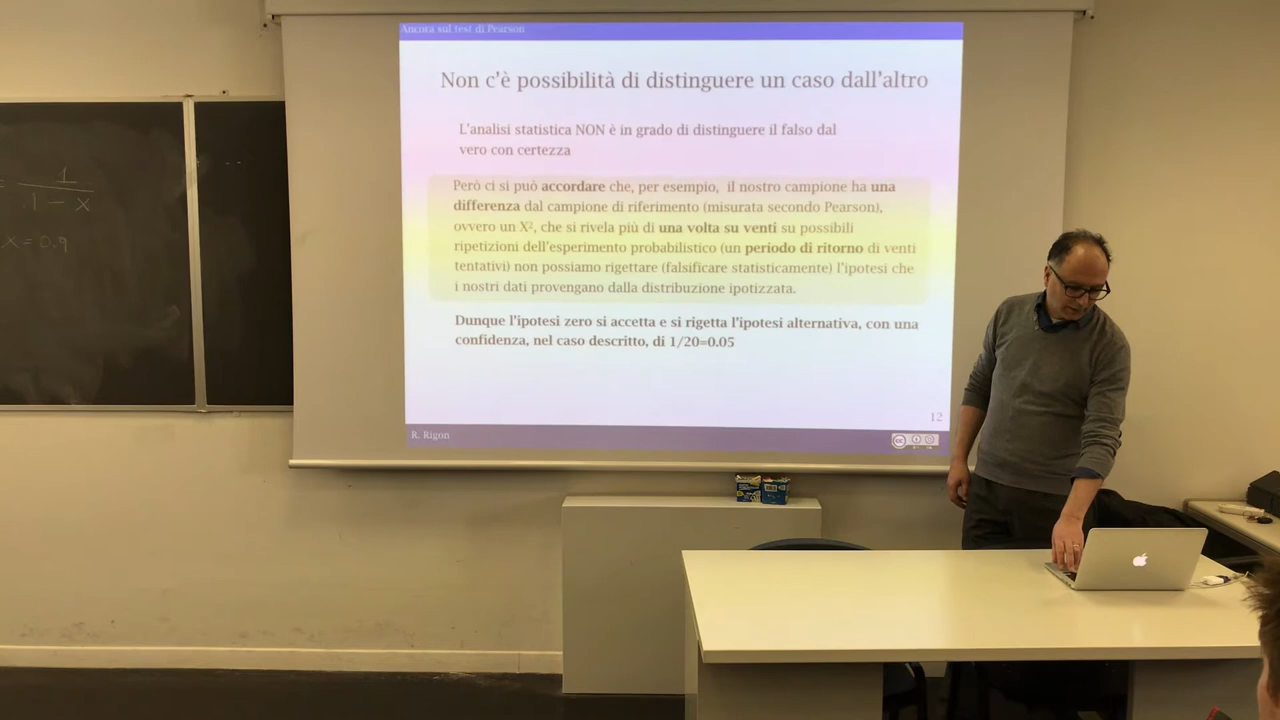 Ancora sul test di Pearson
Non c'è possibilità di distinguere un caso dall'altro
L'analisi statistica NON è in grado di distinguere il falso dal
vero con certezza
Però ci si può accordare che, per esempio, il nostro campione ha una
differenza dal campione di riferimento (misurata secondo Pearson),
ovvero un X², che si rivela più di una volta su venti su possibili
ripetizioni dell'esperimento probabilistico (un periodo di ritorno di venti
tentativi) non possiamo rigettare (falsificare statisticamente) l'ipotesi che
i nostri dati provengano dalla distribuzione ipotizzata.
Dunque l'ipotesi zero si accetta e si rigetta l'ipotesi alternativa, con una
confidenza, nel caso descritto, di 1/20=0.05
12
R. Rigon
cc
= 1
1 - x
x = 0.9